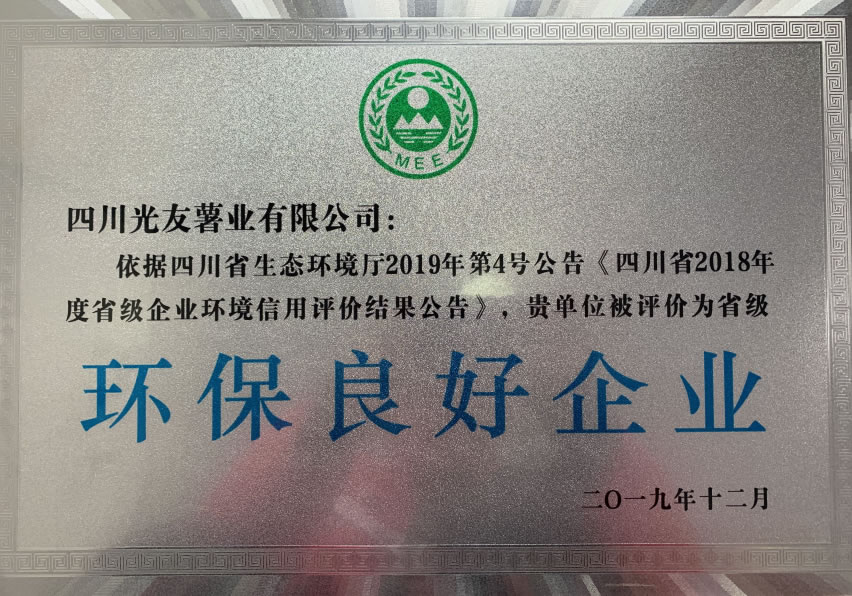 MEE
四川光友薯业有限公司：
依据四川省生态环境厅2019年第4号公告《四川省2018年
度省级企业环境信用评价结果公告》，贵单位被评价为省级
环保良好企业
二〇一九年十二月